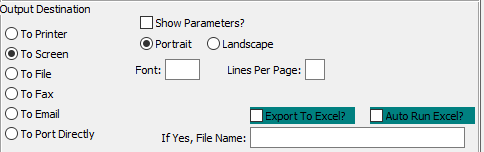 Output Destination
To Printer
Show Parameters?
To Screen
Portrait
Landscape
To File
Font:
Lines Per Page:
To Fax
To Email
Export To Excel?
Auto Run Excel?
To Port Directly
If Yes, File Name: